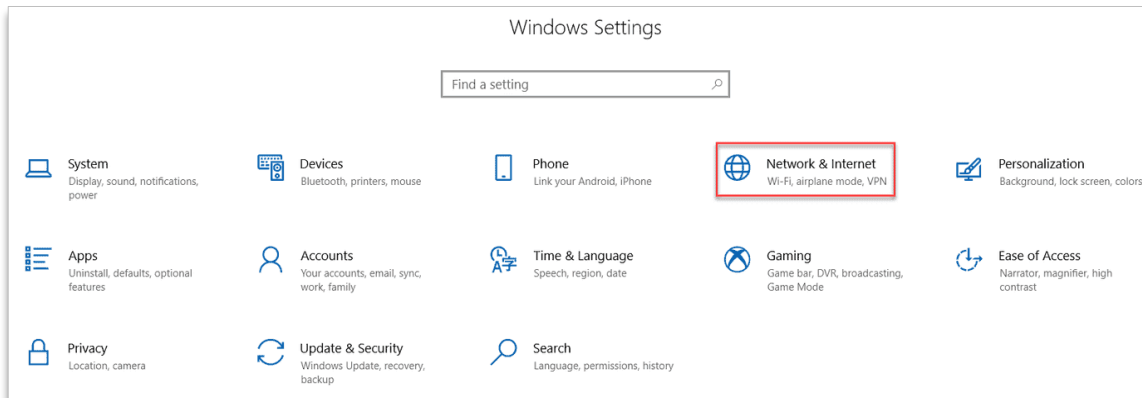 Windows Settings
Find a setting
System
Display, sound, notifications,
power
Devices
Bluetooth, printers, mouse
Phone
Link your Android, iPhone
Network & Internet
Wi-Fi, airplane mode, VPN
Personalization
Background, lock screen, colors
Apps
Uninstall, defaults, optional
features
Accounts
Your accounts, email, sync,
work, family
Time & Language
Speech, region, date
Gaming
Game bar, DVR, broadcasting,
Game Mode
Ease of Access
Narrator, magnifier, high
contrast
Privacy
Location, camera
Update & Security
Windows Update, recovery,
backup
Search
Language, permissions, history